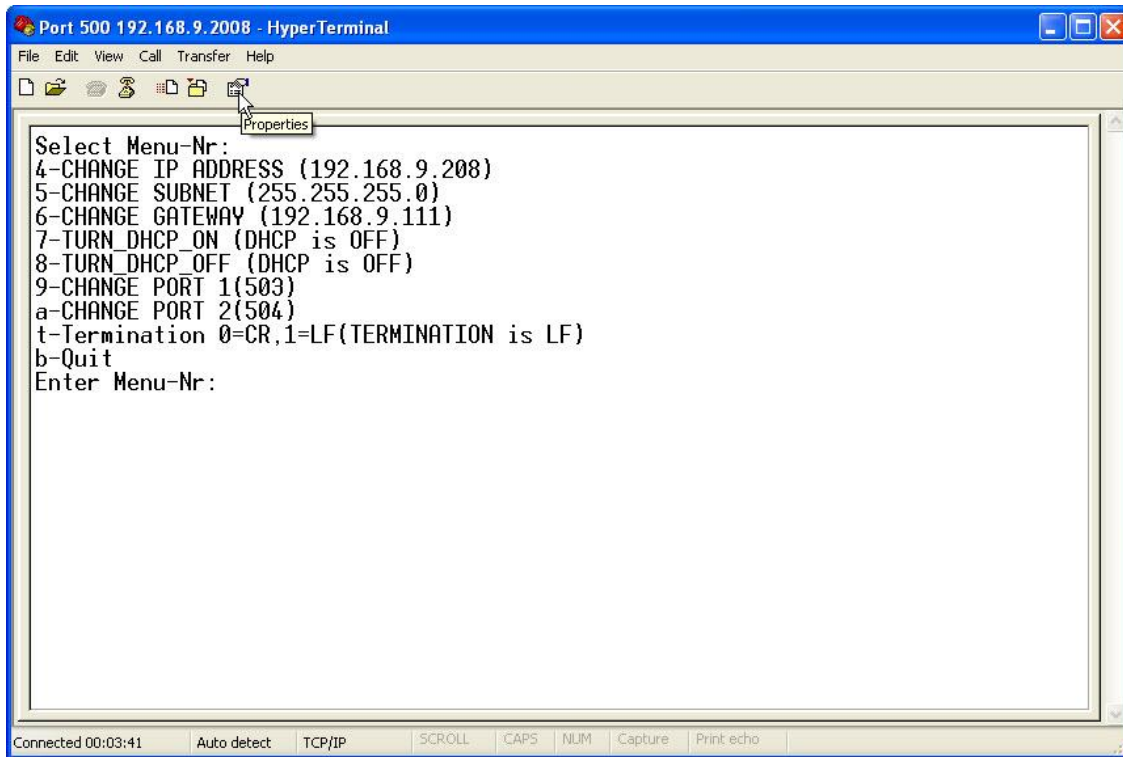 Port 500 192.168.9.2008 - HyperTerminal
File Edit View Call Transfer Help
Properties
Select Menu-Nr:
4-CHANGE IP ADDRESS (192.168.9.208)
5-CHANGE SUBNET (255.255.255.0)
6-CHANGE GATEWAY (192.168.9.111)
7-TURN_DHCP_ON (DHCP is OFF)
8-TURN_DHCP_OFF (DHCP is OFF)
9-CHANGE PORT 1(503)
a-CHANGE PORT 2(504)
t-Termination 0=CR,1=LF(TERMINATION is LF)
b-Quit
Enter Menu-Nr:
Connected 00:03:41 Auto detect TCP/IP SCROLL CAPS NUM Capture Print echo